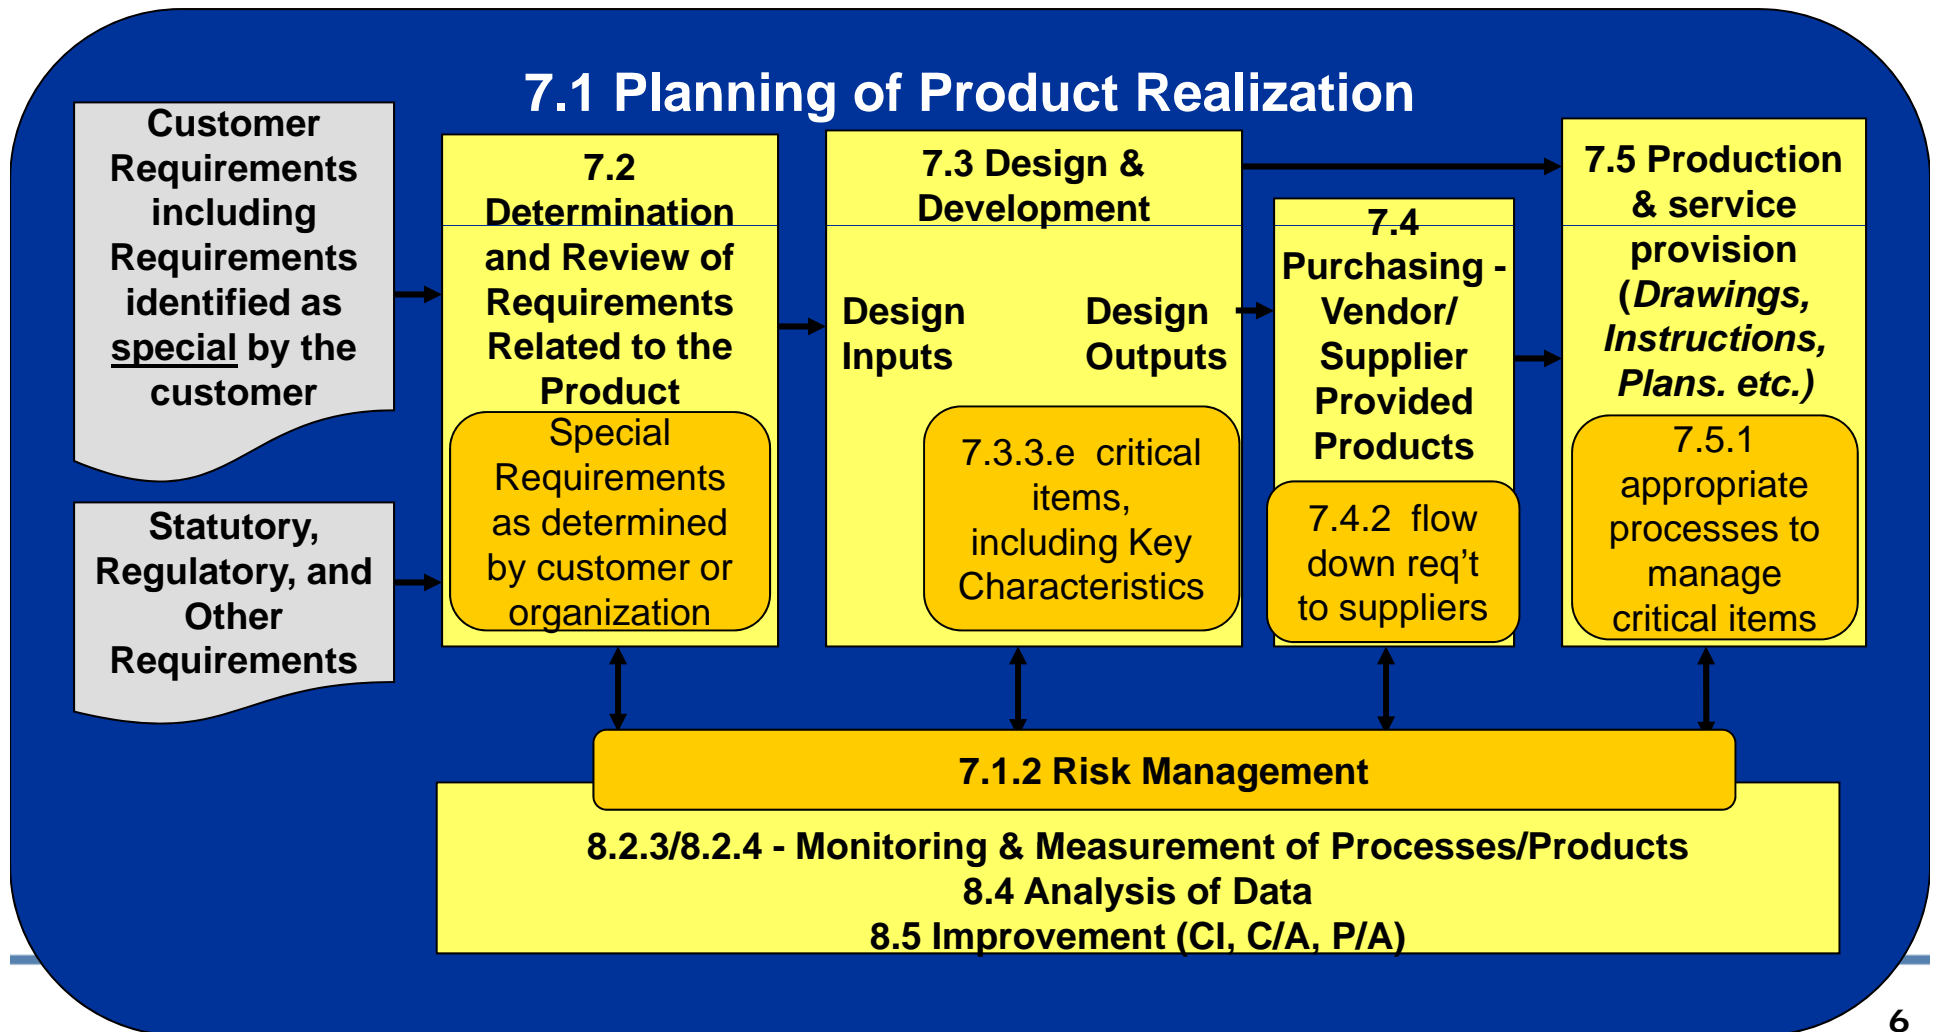 7.1 Planning of Product Realization
Customer
Requirements
including
Requirements
identified as
special by the
customer
Statutory,
Regulatory, and
Other
Requirements
7.2
Determination
and Review of
Requirements
Related to the
Product
Special
Requirements
as determined
by customer or
organization
7.3 Design &
Development
Design
Inputs
Design
Outputs
7.3.3.e critical
items,
including Key
Characteristics
7.4
Purchasing -
Vendor/
Supplier
Provided
Products
7.4.2 flow
down req't
to suppliers
7.5 Production
& service
provision
(Drawings,
Instructions,
Plans. etc.)
7.5.1
appropriate
processes to
manage
critical items
7.1.2 Risk Management
8.2.3/8.2.4 - Monitoring & Measurement of Processes/Products
8.4 Analysis of Data
8.5 Improvement (CI, C/A, P/A)
6